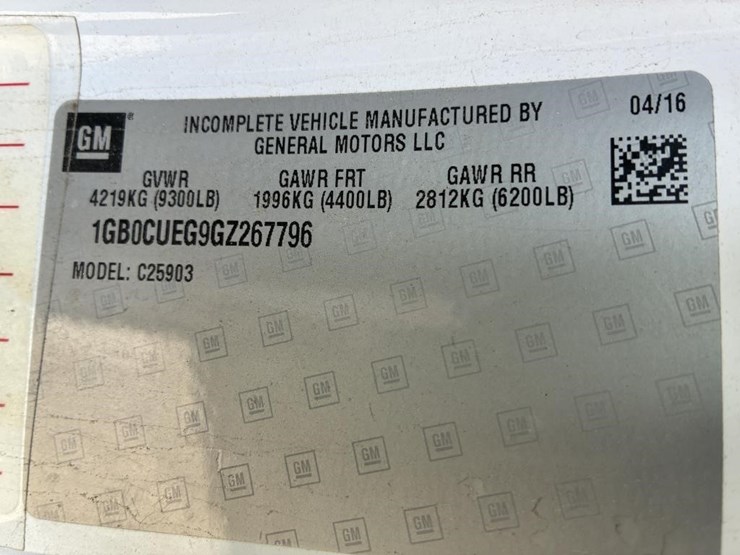 GM
INCOMPLETE VEHICLE MANUFACTURED BY
GENERAL MOTORS LLC
04/16
GVWR GAWR FRT GAWR RR
4219KG (9300LB) 1996KG (4400LB) 2812KG (6200LB)
1GB0CUEG9GZ267796
MODEL: C25903